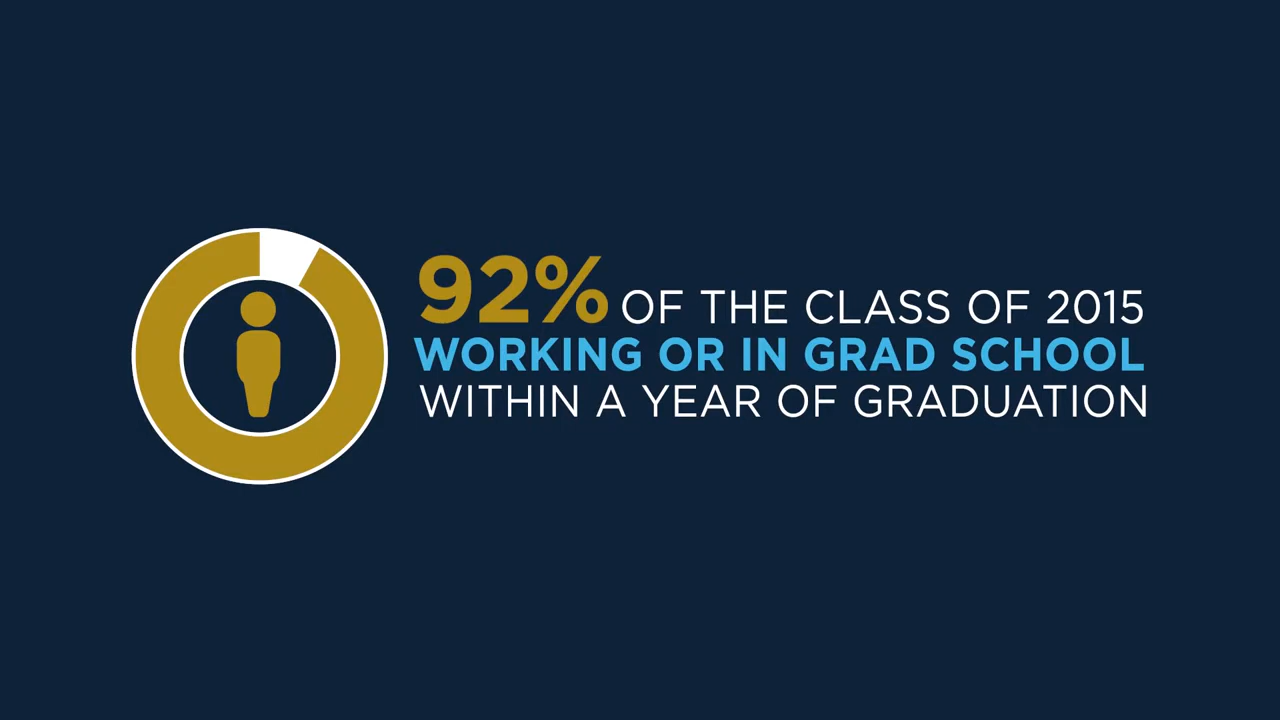 92% OF THE CLASS OF 2015
WORKING OR IN GRAD SCHOOL
WITHIN A YEAR OF GRADUATION